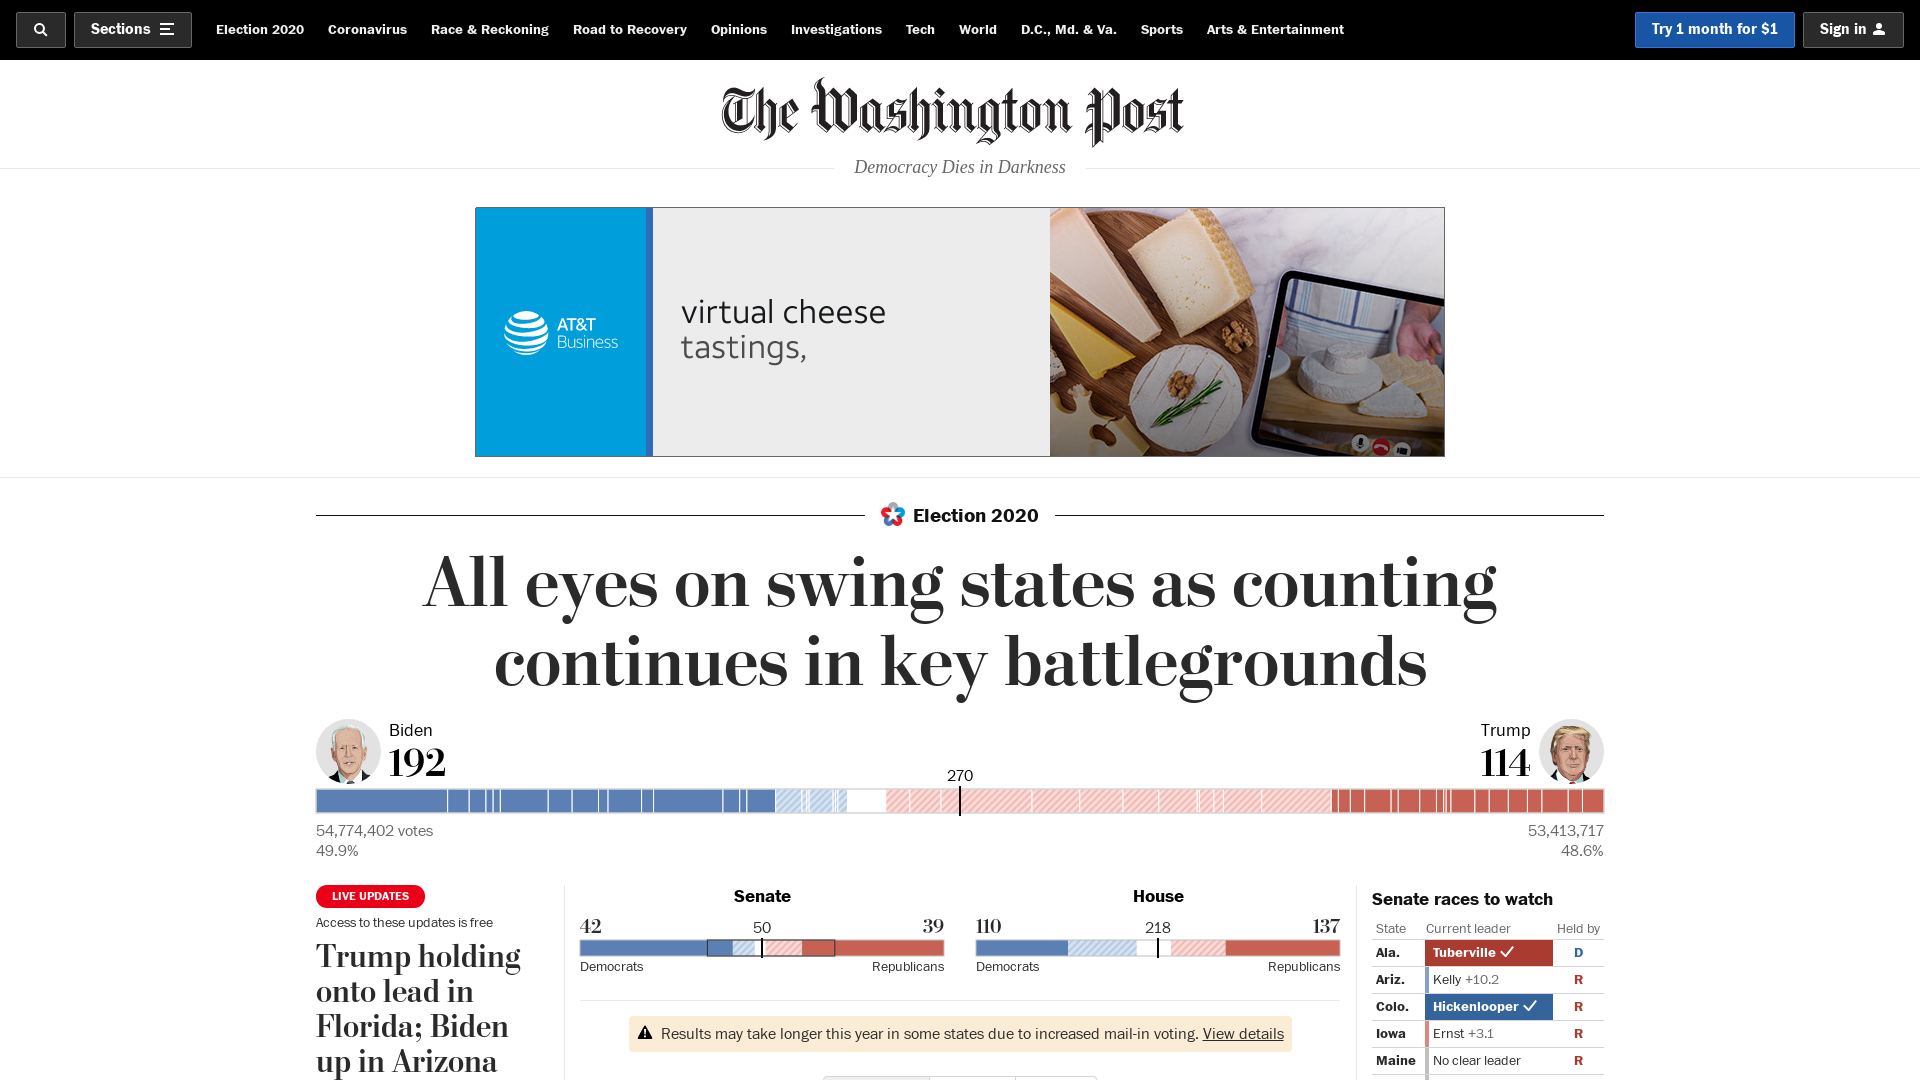 Sections
Election 2020
Coronavirus
Race & Reckoning
Road to Recovery
Opinions
Investigations
Tech
World
D.C., Md. & Va.
Sports
Arts & Entertainment
Try 1 month for $1
Sign in
The Washington Post
Democracy Dies in Darkness
AT&T
Business
virtual cheese
tastings,
Election 2020
All eyes on swing states as counting
continues in key battlegrounds
Biden
192
Trump
114
270
54,774,402 votes
49.9%
53,413,717
48.6%
LIVE UPDATES
Access to these updates is free
Trump holding
onto lead in
Florida; Biden
up in Arizona
Senate
42
50
39
Democrats
Republicans
House
110
218
137
Democrats
Republicans
Results may take longer this year in some states due to increased mail-in voting. View details
Senate races to watch
State Current leader Held by
Ala. Tuberville D
Ariz. Kelly +10.2 R
Colo. Hickenlooper R
Iowa Ernst +3.1 R
Maine No clear leader R